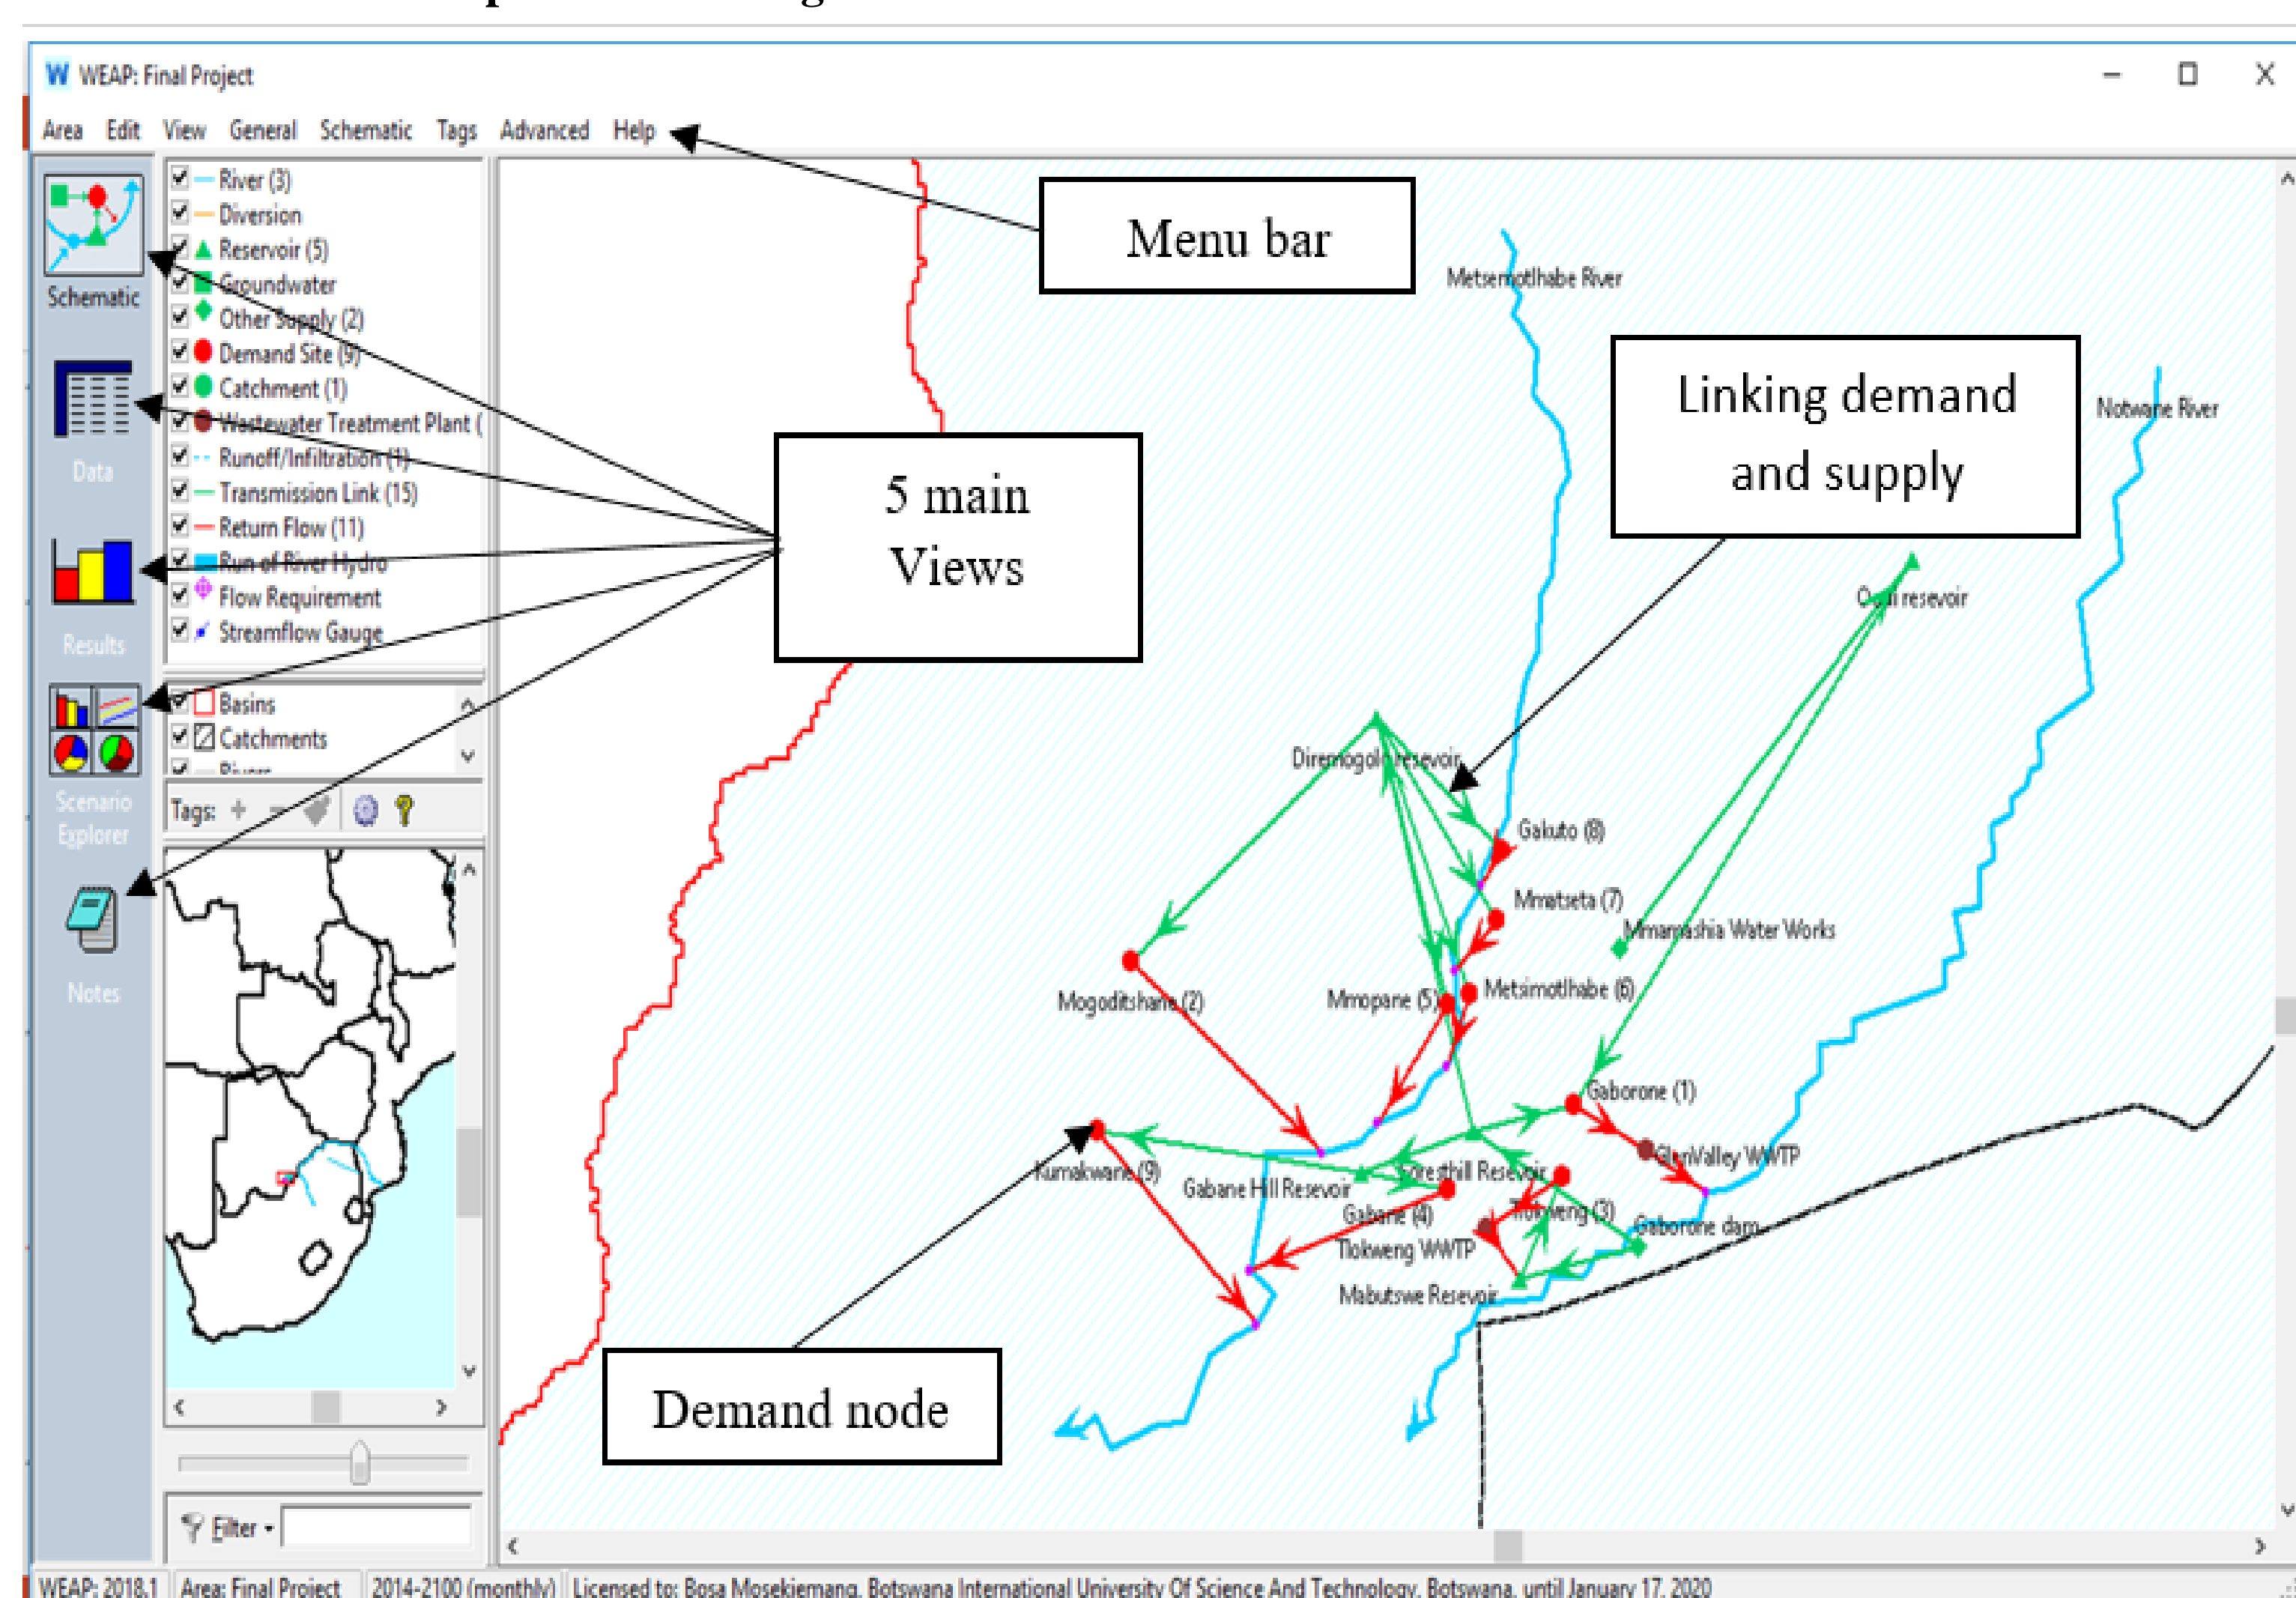 WEAP: Final Project
Area Edit View General Schematic Tags Advanced Help
Schematic
Data
Results
Scenario
Explorer
Notes
River (3)
Diversion
Reservoir (5)
Groundwater
Other Supply (2)
Demand Site (9)
Catchment (1)
Wastewater Treatment Plant (
Runoff/Infiltration (1)
Transmission Link (15)
Return Flow (11)
Run of River Hydro
Flow Requirement
Streamflow Gauge
Basins
Catchments
Rivers
Tags:
Filter
Menu bar
5 main
Views
Linking demand
and supply
Demand node
Metsemotlhabe River
Notwane River
resevoir
Diremogolo resevoir
Gakuto (8)
Mmatseta (7)
Mmamashia Water Works
Mogoditshane (2)
Mmopane (5)
Metsimotlhabe (6)
Gaborone (1)
GlenValley WWTP
Kumakwane (9)
Gabane Hill Resevoir
Foresthill Resevoir
Gabane (4)
Tlokweng (3)
Tlokweng WWTP
Gaborone dam
Mabutswe Resevoir
WEAP: 2018.1 Area: Final Project 2014-2100 (monthly) Licensed to: Bosa Mosekiemang, Botswana International University Of Science And Technology, Botswana, until January 17, 2020